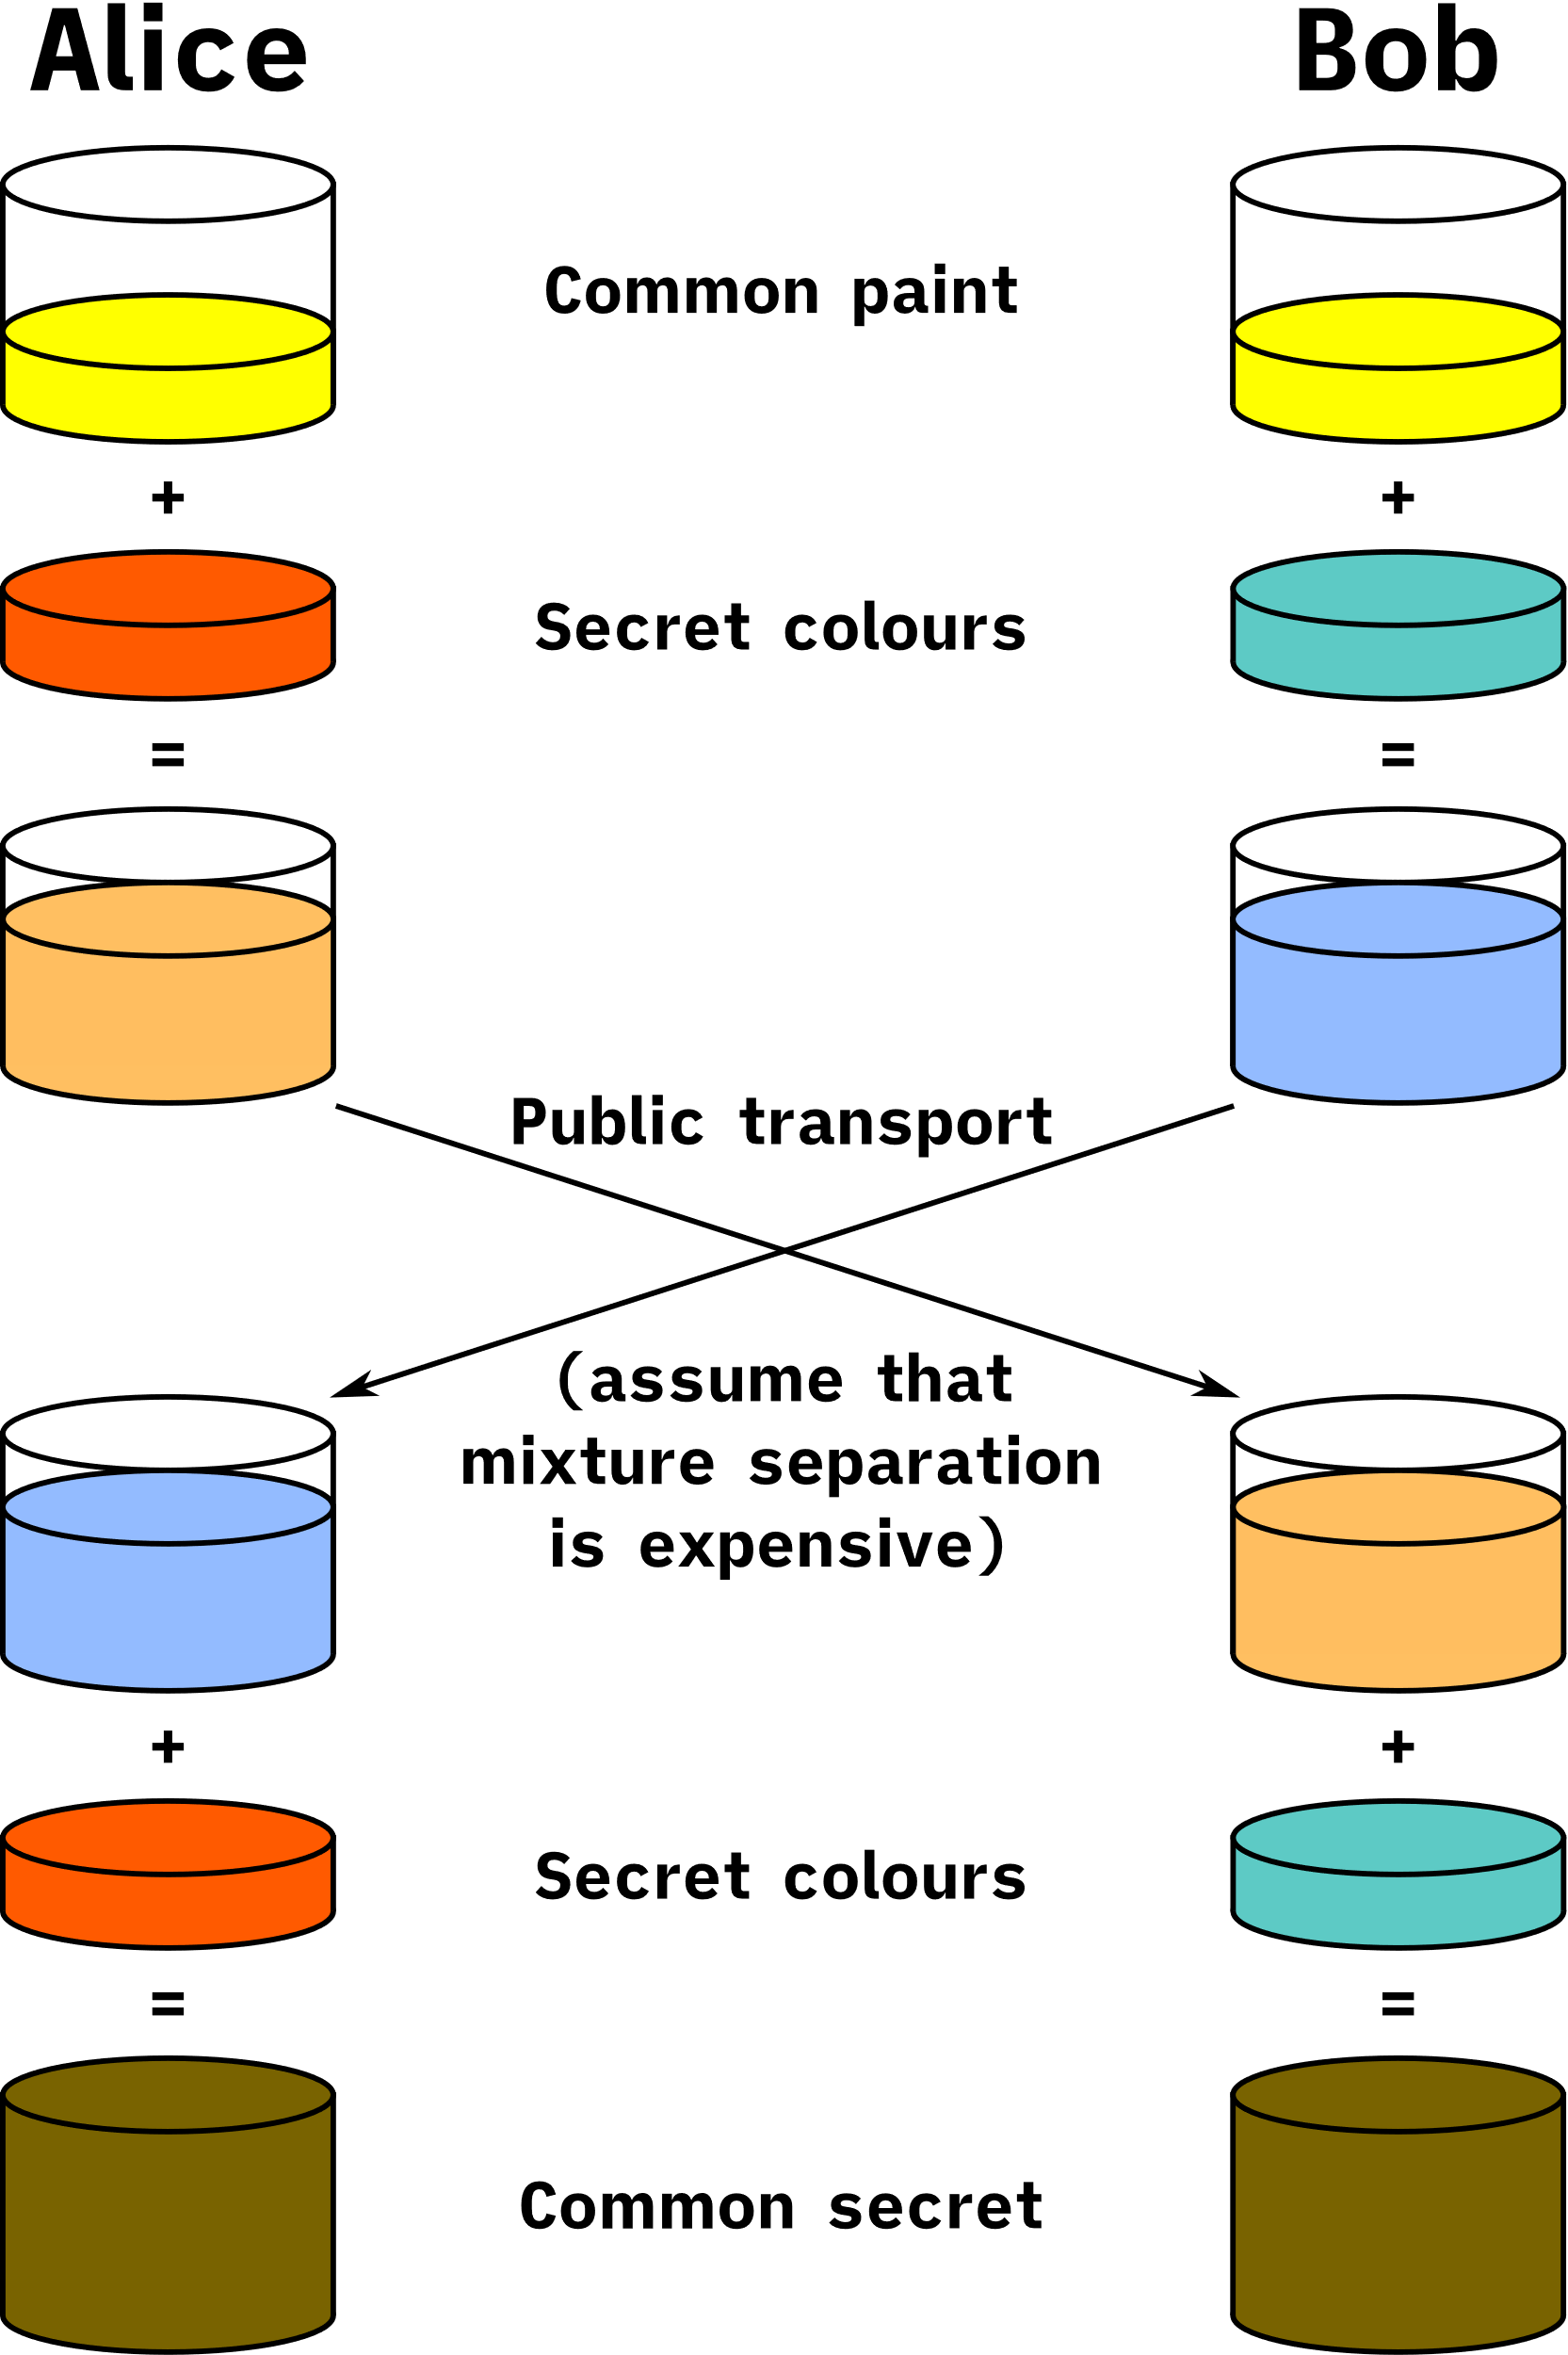 Alice
Bob
Common paint
+
+
Secret colours
=
=
Public transport
(assume that
mixture separation
is expensive)
+
+
Secret colours
=
=
Common secret